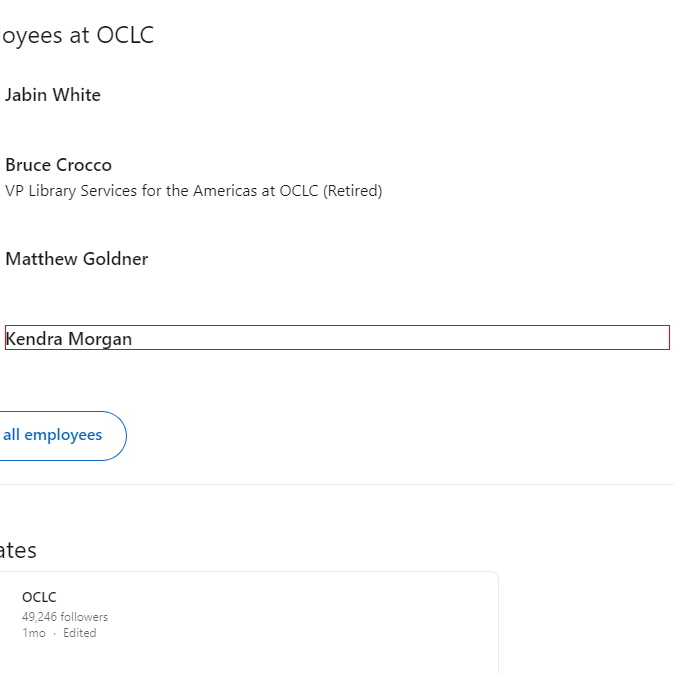 oyees at OCLC
Jabin White
Bruce Crocco
VP Library Services for the Americas at OCLC (Retired)
Matthew Goldner
Kendra Morgan
all employees
ates
OCLC
49,246 followers
1mo · Edited